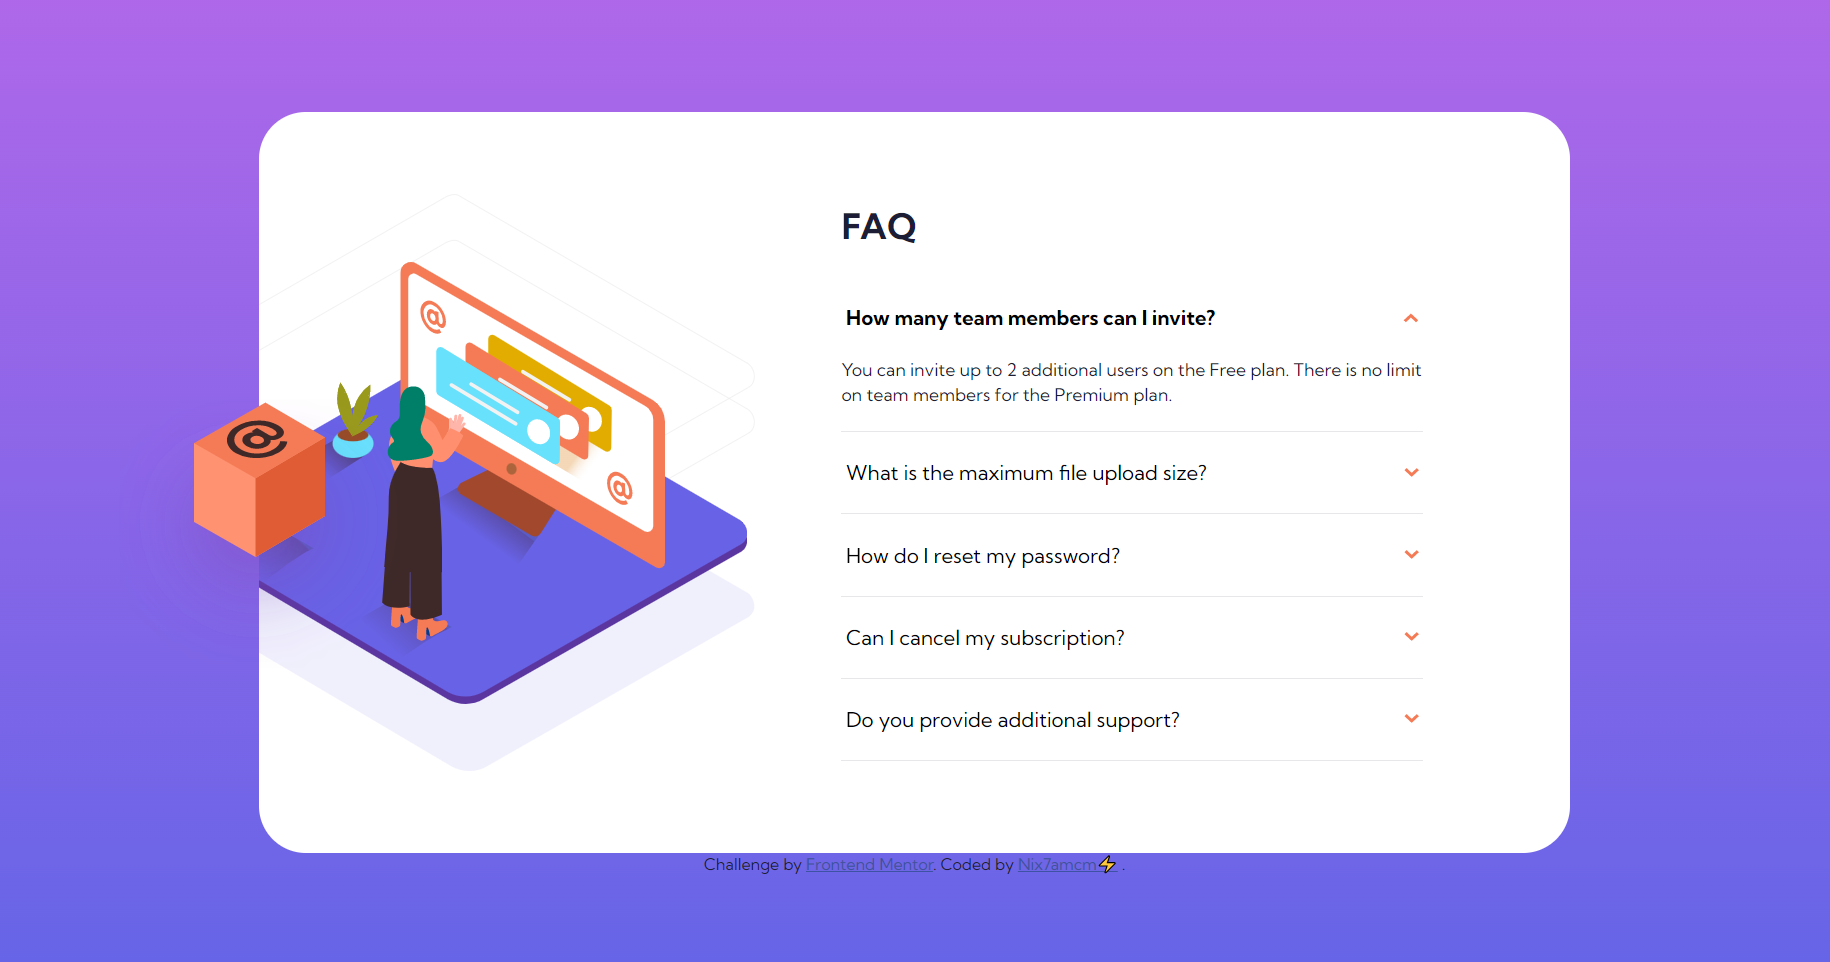 FAQ
How many team members can I invite?
You can invite up to 2 additional users on the Free plan. There is no limit
on team members for the Premium plan.
What is the maximum file upload size?
How do I reset my password?
Can I cancel my subscription?
Do you provide additional support?
@
@
@
Challenge by Frontend Mentor. Coded by Nix7amcm⚡ .